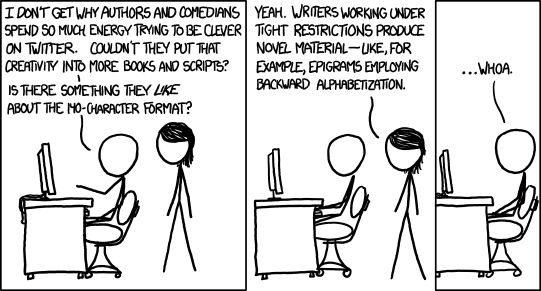 I DON'T GET WHY AUTHORS AND COMEDIANS
SPEND SO MUCH ENERGY TRYING TO BE CLEVER
ON TWITTER. COULDN'T THEY PUT THAT
CREATIVITY INTO MORE BOOKS AND SCRIPTS?
IS THERE SOMETHING THEY LIKE
ABOUT THE 140-CHARACTER FORMAT?
YEAH. WRITERS WORKING UNDER
TIGHT RESTRICTIONS PRODUCE
NOVEL MATERIAL—LIKE, FOR
EXAMPLE, EPIGRAMS EMPLOYING
BACKWARD ALPHABETIZATION.
...WHOA.